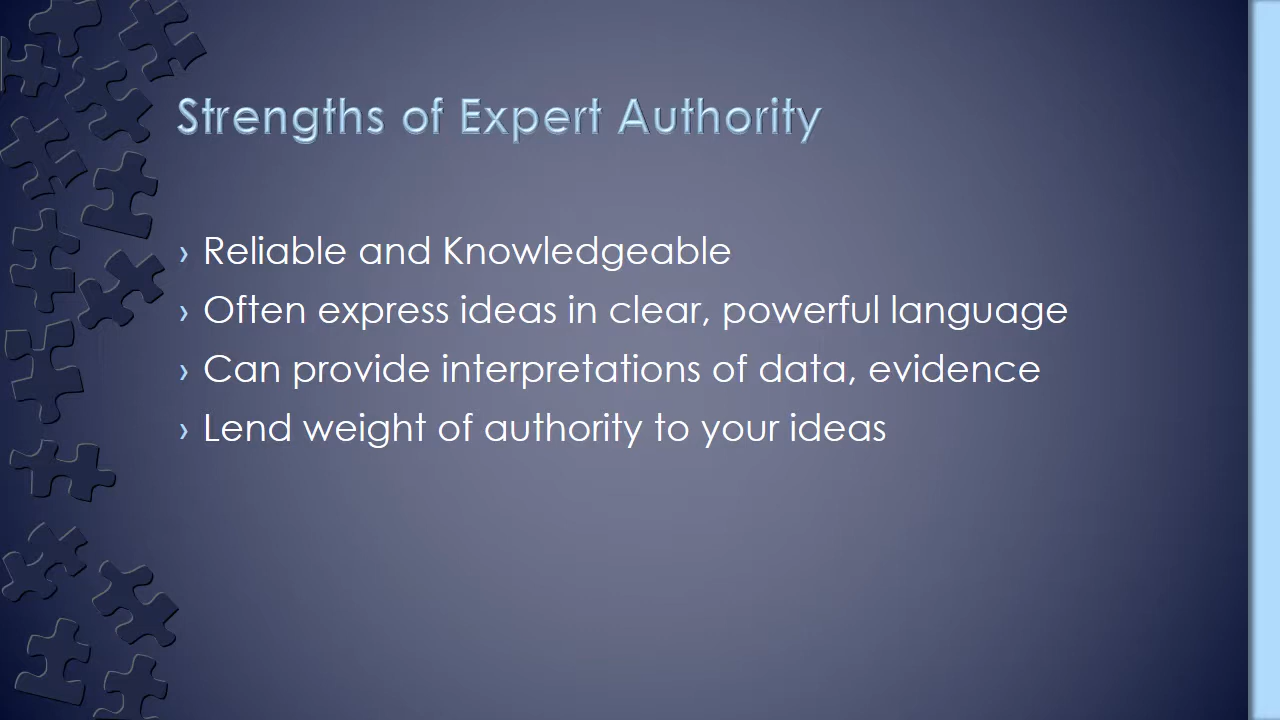 Strengths of Expert Authority
› Reliable and Knowledgeable
› Often express ideas in clear, powerful language
› Can provide interpretations of data, evidence
› Lend weight of authority to your ideas